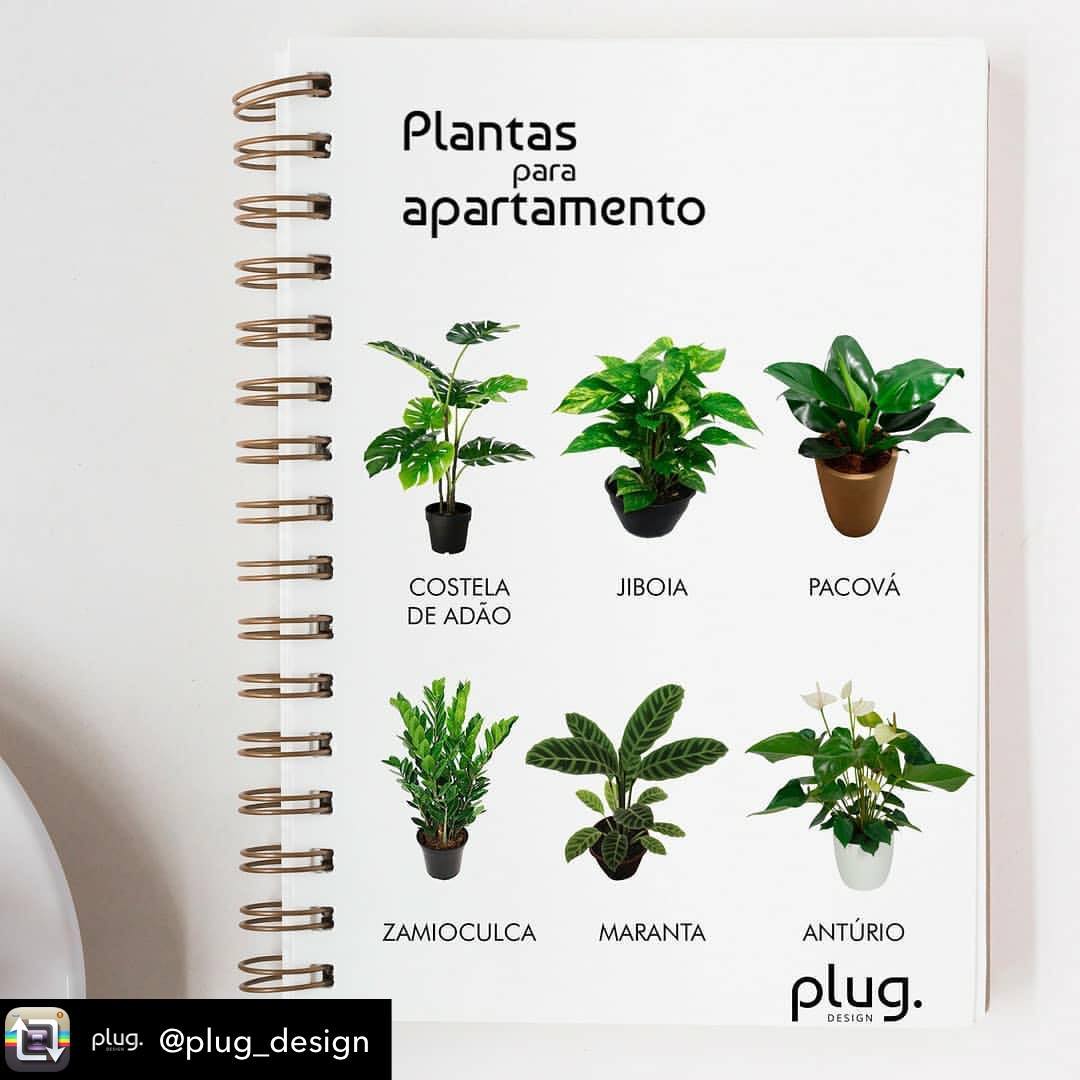 Plantas
para
apartamento
COSTELA
DE ADÃO
JIBOIA
PACOVÁ
ZAMIOCULCA
MARANTA
ANTÚRIO
plug.
DESIGN
plug.
DESIGN
@plug_design